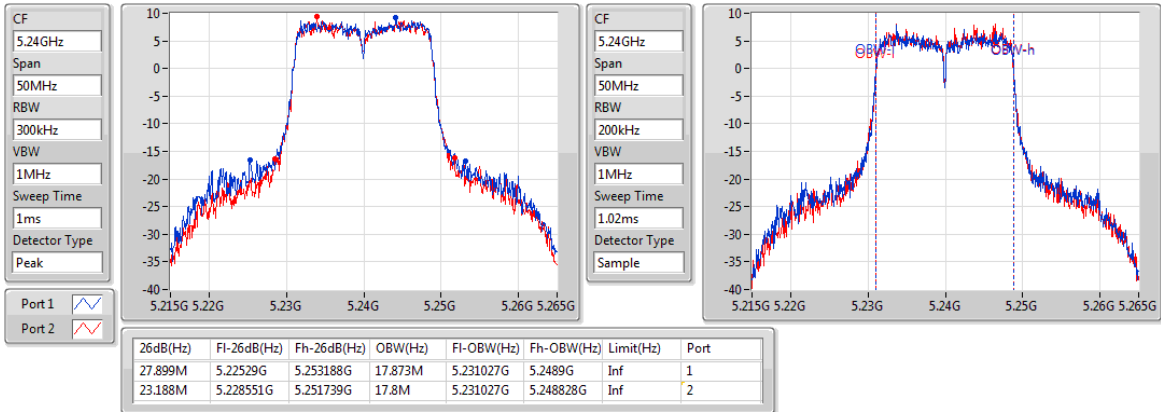 CF
5.24GHz
Span
50MHz
RBW
300kHz
VBW
1MHz
Sweep Time
1ms
Detector Type
Peak
Port 1
Port 2
10
5
0
-5
-10
-15
-20
-25
-30
-35
-40
5.215G 5.22G 5.23G 5.24G 5.25G 5.26G 5.265G
CF
5.24GHz
Span
50MHz
RBW
200kHz
VBW
1MHz
Sweep Time
1.02ms
Detector Type
Sample
10
5
0
-5
-10
-15
-20
-25
-30
-35
-40
OBW-l
OBW-l
OBW-h
5.215G 5.22G 5.23G 5.24G 5.25G 5.26G 5.265G
26dB(Hz) Fl-26dB(Hz) Fh-26dB(Hz) OBW(Hz) Fl-OBW(Hz) Fh-OBW(Hz) Limit(Hz) Port
27.899M 5.22529G 5.253188G 17.873M 5.231027G 5.2489G Inf 1
23.188M 5.228551G 5.251739G 17.8M 5.231027G 5.248828G Inf 2